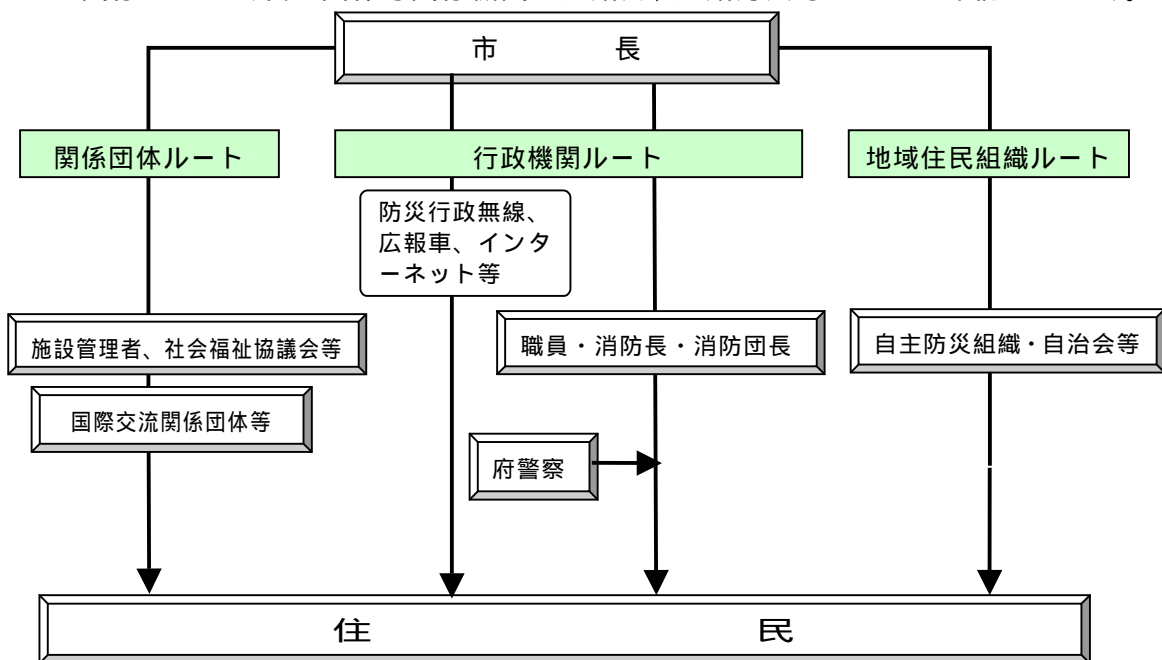 市　　　　長
関係団体ルート
行政機関ルート
地域住民組織ルート
防災行政無線、
広報車、インタ
ーネット等
施設管理者、社会福祉協議会等
職員・消防長・消防団長
自主防災組織・自治会等
国際交流関係団体等
府警察
住　　　　民